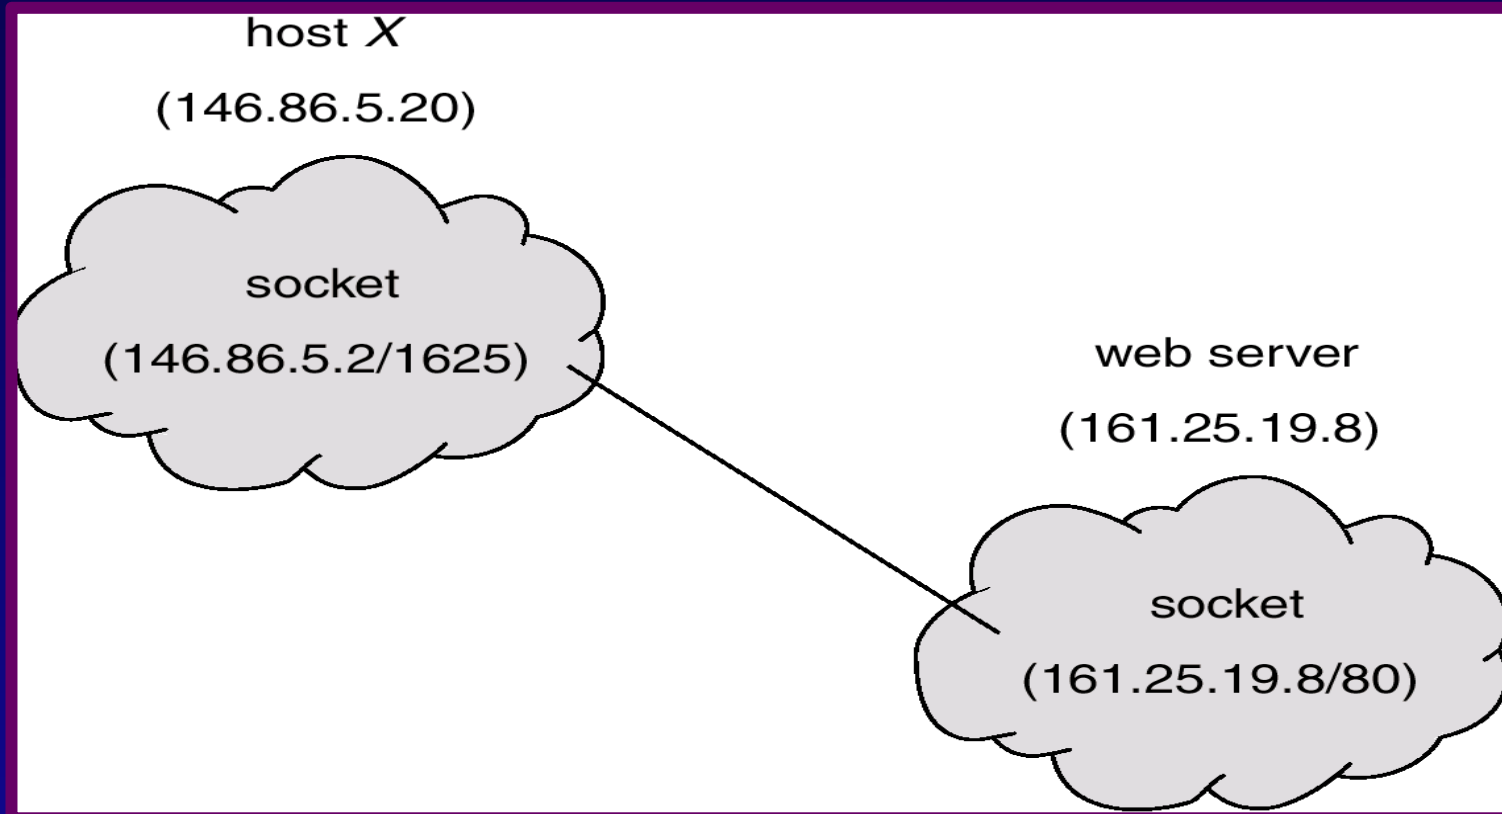 host X
(146.86.5.20)
socket
(146.86.5.2/1625)
web server
(161.25.19.8)
socket
(161.25.19.8/80)